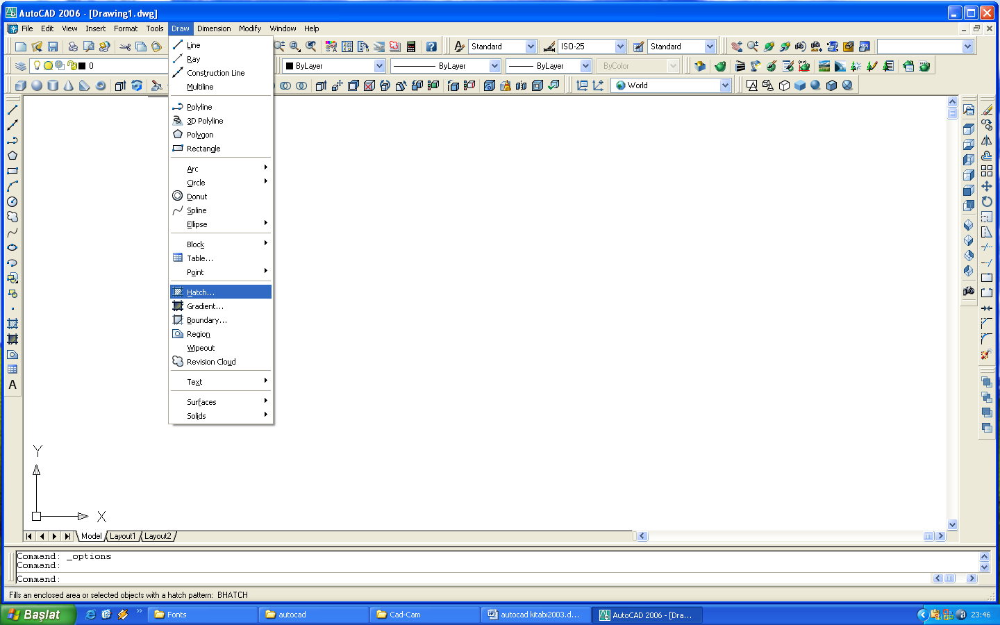 AutoCAD 2006 - [Drawing1.dwg]
File Edit View Insert Format Tools Draw Dimension Modify Window Help
Standard ISO-25 Standard
0 ByLayer ByLayer ByLayer ByColor
World
Line
Ray
Construction Line
Multiline
Polyline
3D Polyline
Polygon
Rectangle
Arc
Circle
Donut
Spline
Ellipse
Block
Table...
Point
Hatch...
Gradient...
Boundary...
Region
Wipeout
Revision Cloud
Text
Surfaces
Solids
A
Y
X
Model Layout1 Layout2
Command: _options
Command:
Command:
Fills an enclosed area or selected objects with a hatch pattern: BHATCH
Başlat Fonts autocad Cad-Cam autocad kitabı2003.d... AutoCAD 2006 - [Dra... 23:46